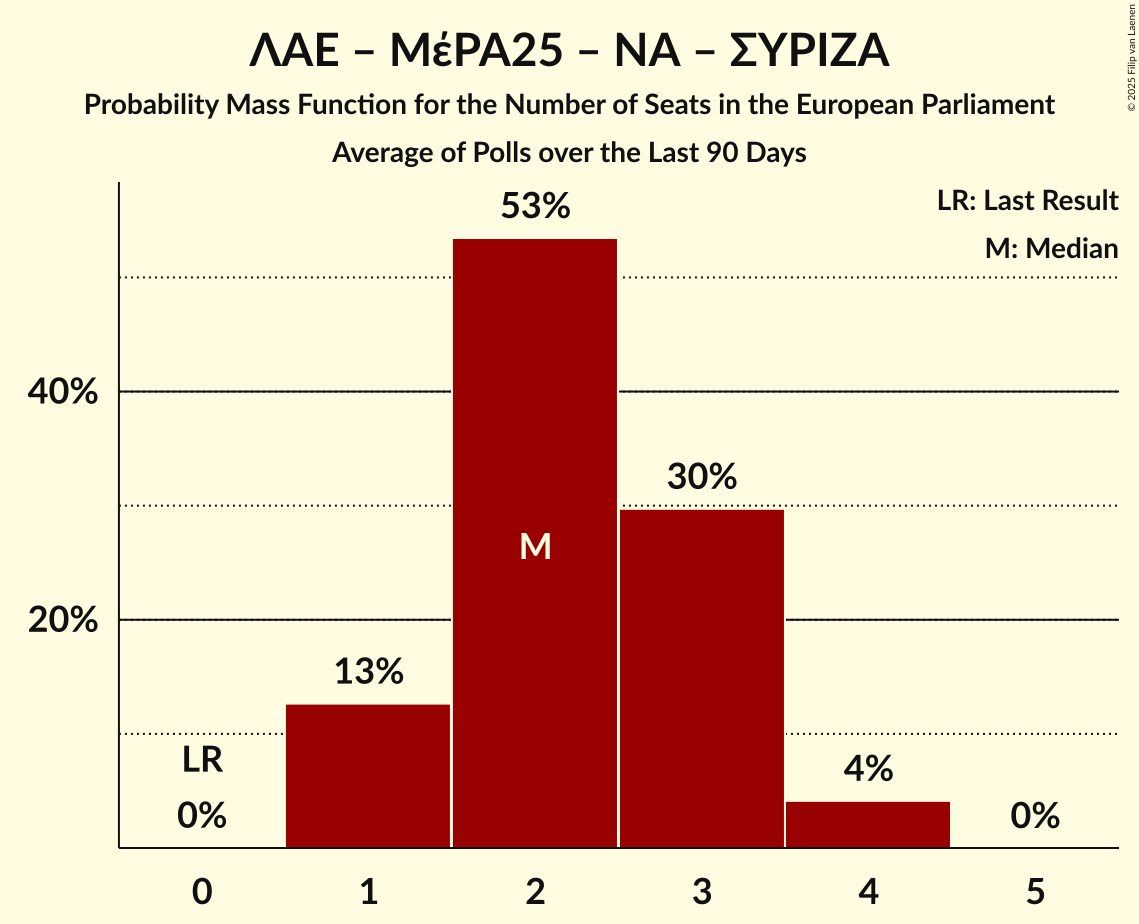 ΛΑΕ – ΜέΡΑ25 – ΝΑ – ΣΥΡΙΖΑ
Probability Mass Function for the Number of Seats in the European Parliament
Average of Polls over the Last 90 Days
© 2025 Filip van Laenen
LR: Last Result
M: Median
53%
40%
30%
M
20%
13%
LR
4%
0%
0%
0 1 2 3 4 5